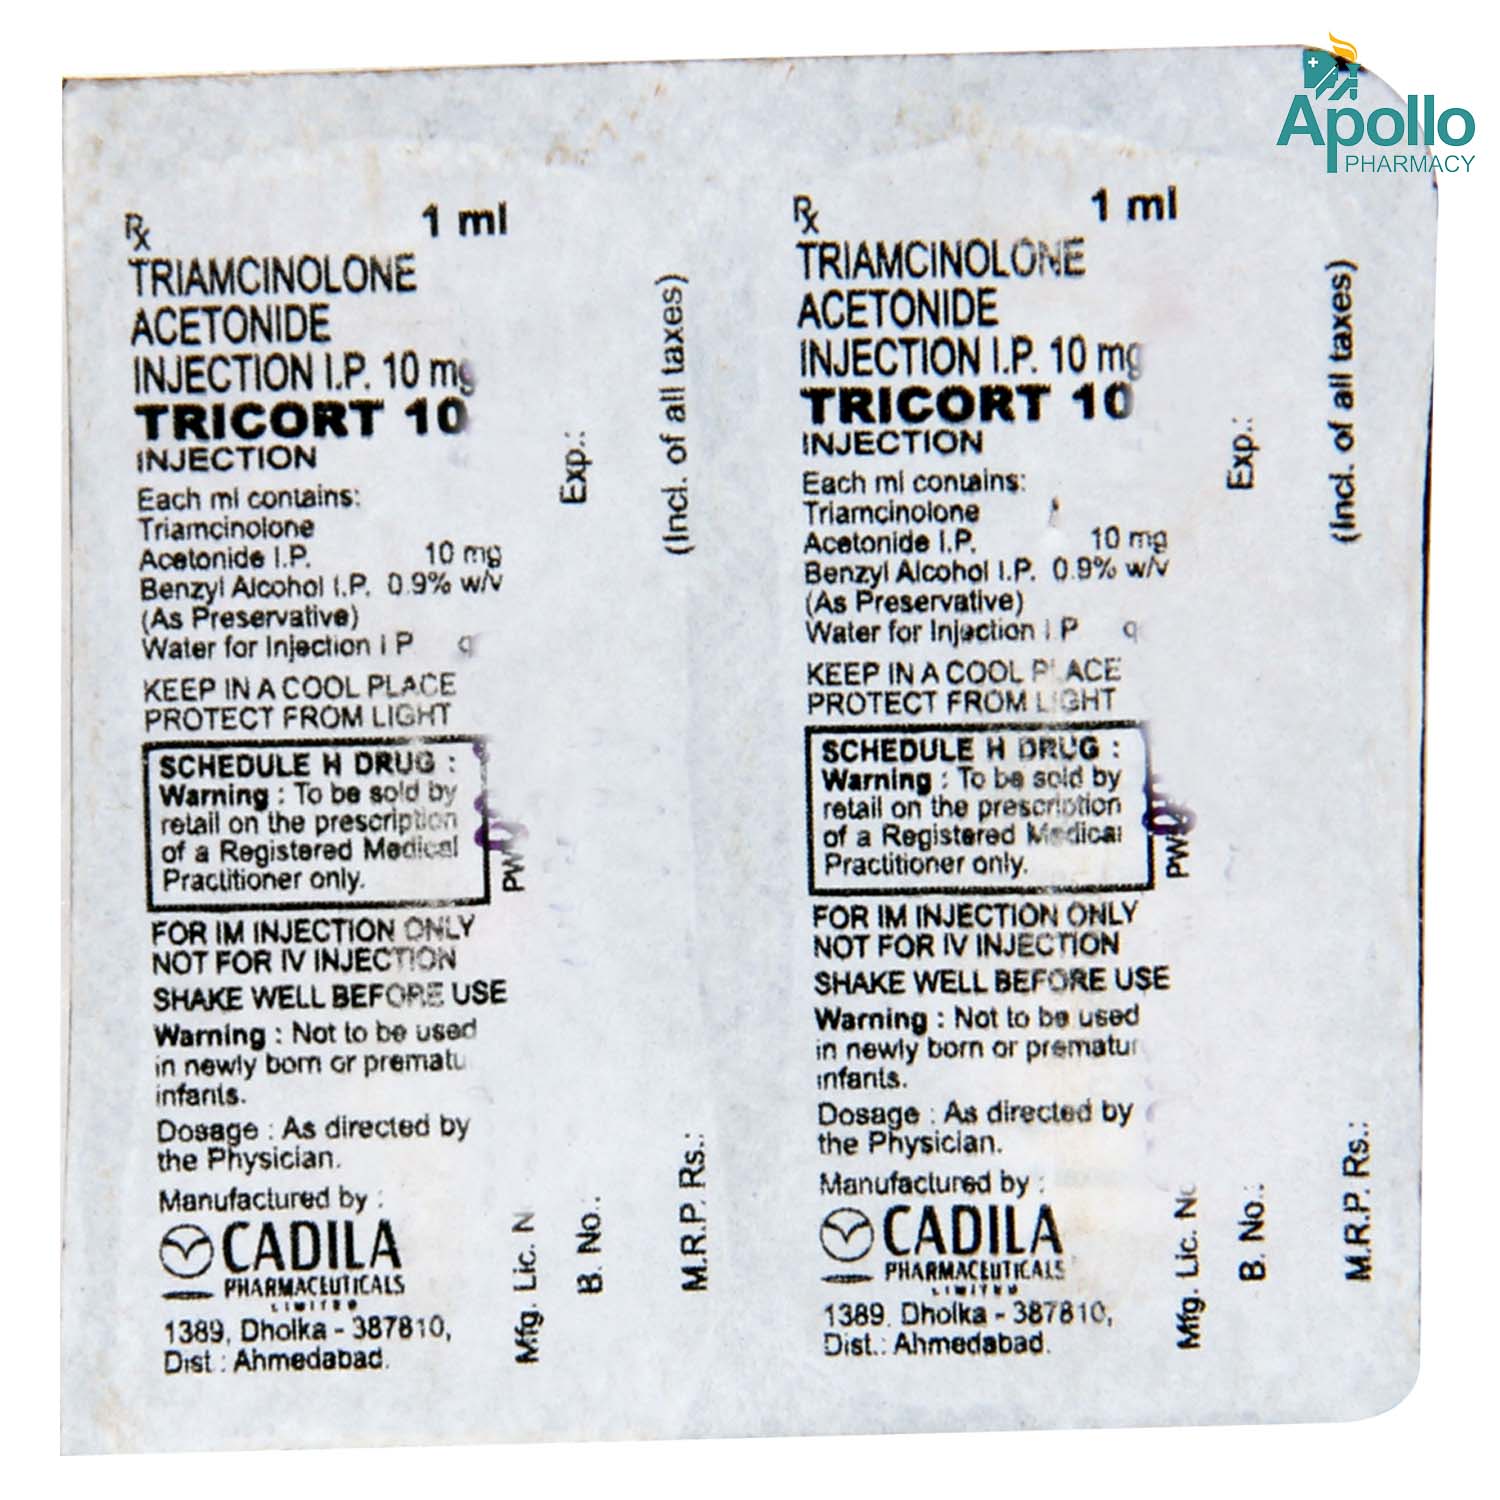 Apollo
PHARMACY
Rx 1 ml
TRIAMCINOLONE
ACETONIDE
INJECTION I.P. 10 mg
TRICORT 10
INJECTION
Each ml contains:
Triamcinolone
Acetonide I.P. 10 mg
Benzyl Alcohol I.P. 0.9% w/v
(As Preservative)
Water for Injection I P
KEEP IN A COOL PLACE
PROTECT FROM LIGHT
SCHEDULE H DRUG :
Warning : To be sold by
retail on the prescription
of a Registered Medical
Practitioner only.
FOR IM INJECTION ONLY
NOT FOR IV INJECTION
SHAKE WELL BEFORE USE
Warning : Not to be used
in newly born or prematu
infants.
Dosage : As directed by
the Physician.
Manufactured by :
CADILA
PHARMACEUTICALS
LIMITED
1389, Dholka - 387810,
Dist.: Ahmedabad.
Mfg. Lic. N
B. No.:
Exp.:
M.R.P. Rs.:
(Incl. of all taxes)
Rx 1 ml
TRIAMCINOLONE
ACETONIDE
INJECTION I.P. 10 mg
TRICORT 10
INJECTION
Each ml contains:
Triamcinolone
Acetonide I.P. 10 mg
Benzyl Alcohol I.P. 0.9% w/v
(As Preservative)
Water for Injection I P
KEEP IN A COOL PLACE
PROTECT FROM LIGHT
SCHEDULE H DRUG :
Warning : To be sold by
retail on the prescription
of a Registered Medical
Practitioner only.
FOR IM INJECTION ONLY
NOT FOR IV INJECTION
SHAKE WELL BEFORE USE
Warning : Not to be used
in newly born or prematur
infants.
Dosage : As directed by
the Physician.
Manufactured by :
CADILA
PHARMACEUTICALS
LIMITED
1389, Dholka - 387810,
Dist.: Ahmedabad.
Mfg. Lic. No
B. No.:
Exp.:
M.R.P. Rs.:
(Incl. of all taxes)